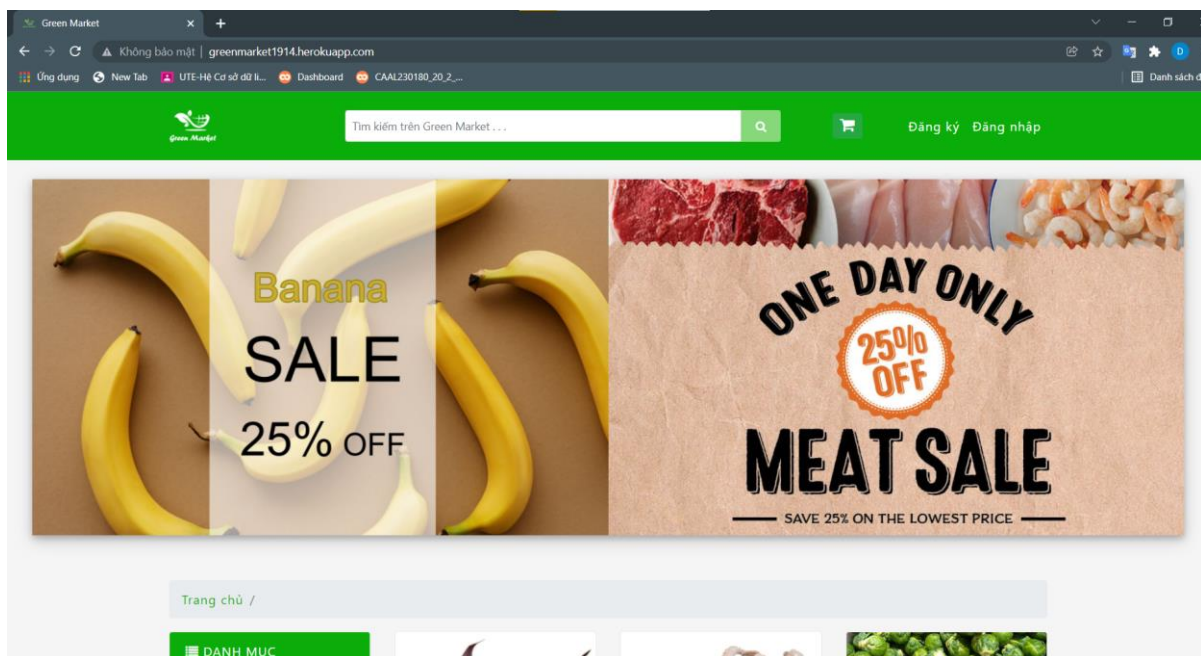 Green Market
Không bảo mật | greenmarket1914.herokuapp.com
Ứng dụng New Tab UTE-Hệ Cơ sở dữ li... Dashboard CAAL230180_20_2_... Danh sách đ
Green Market
Tìm kiếm trên Green Market . . .
Đăng ký Đăng nhập
Banana
SALE
25% OFF
ONE DAY ONLY
25%
OFF
MEAT SALE
SAVE 25% ON THE LOWEST PRICE
Trang chủ /
DANH MỤC